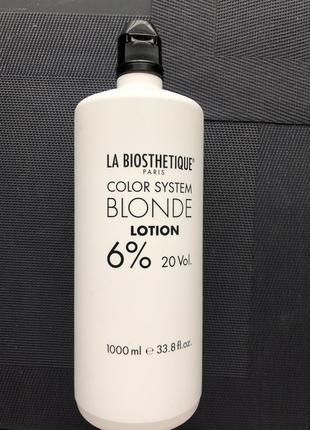 LA BIOSTHETIQUE®
PARIS
COLOR SYSTEM
BLONDE
LOTION
6% 20 Vol.
1000 ml ℮ 33.8 fl.oz.